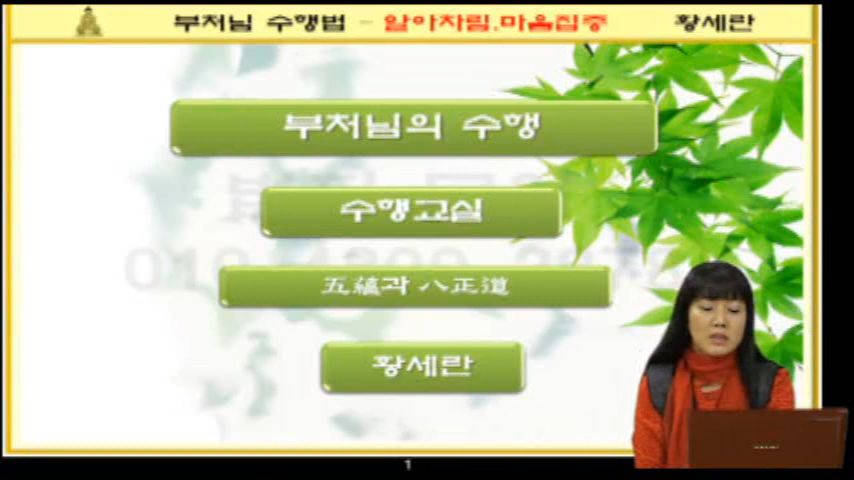 부처님 수행법 - 알아차림.마음집중 황세란
부처님의 수행
수행교실
五蘊과 八正道
황세란
1